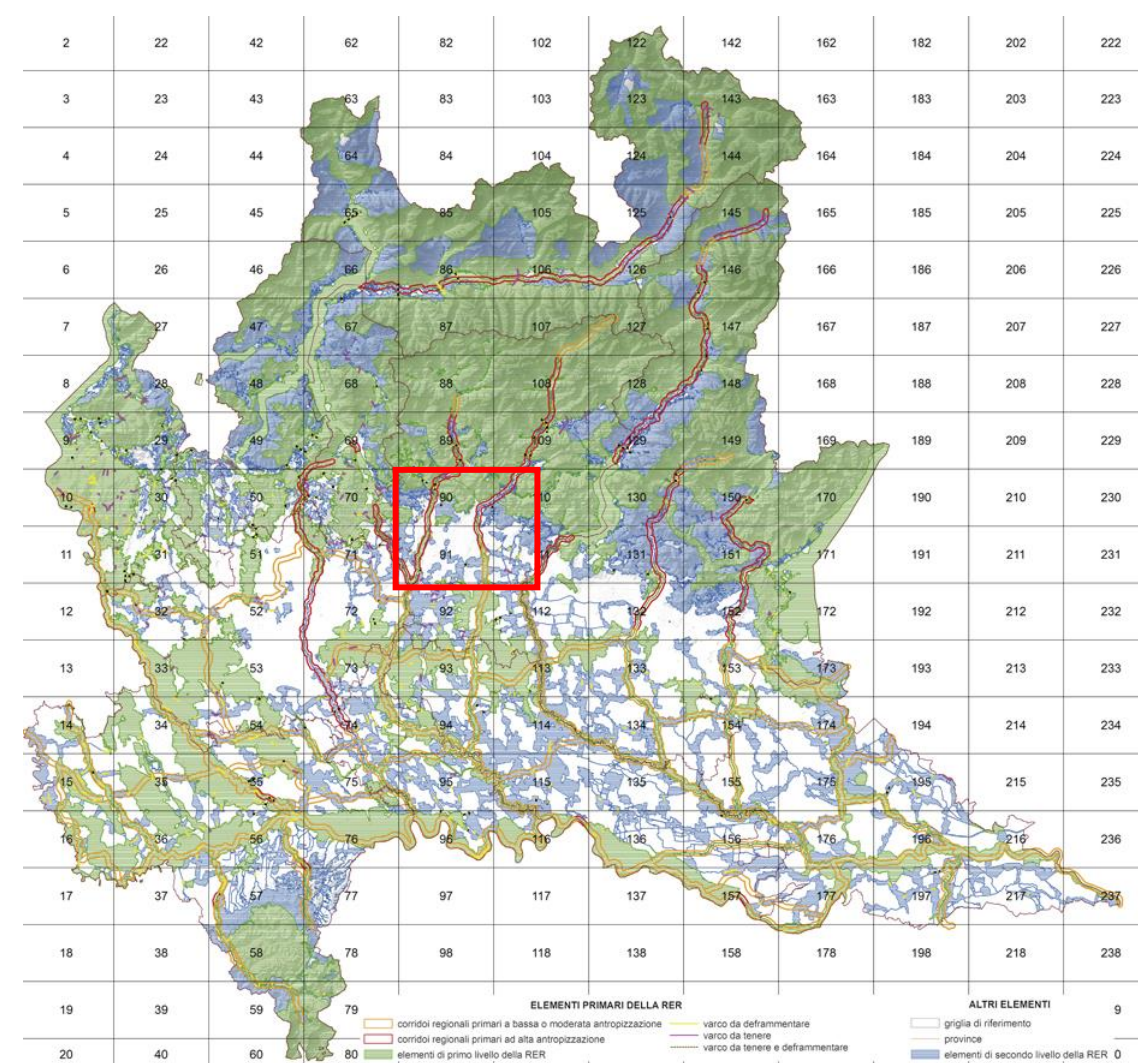 2 22 42 62 82 102 122 142 162 182 202 222
3 23 43 63 83 103 123 143 163 183 203 223
4 24 44 64 84 104 124 144 164 184 204 224
5 25 45 65 85 105 125 145 165 185 205 225
6 26 46 66 86 106 126 146 166 186 206 226
7 27 47 67 87 107 127 147 167 187 207 227
8 28 48 68 88 108 128 148 168 188 208 228
9 29 49 69 89 109 129 149 169 189 209 229
10 30 50 70 90 10 130 150 170 190 210 230
11 31 51 71 91 131 151 171 191 211 231
12 32 52 72 92 112 132 152 172 192 212 232
13 33 53 73 93 113 133 153 173 193 213 233
14 34 54 74 94 114 134 154 174 194 214 234
15 35 55 75 95 115 135 155 175 195 215 235
16 36 56 76 96 116 136 156 176 196 216 236
17 37 57 77 97 117 137 157 177 197 217 237
18 38 58 78 98 118 138 158 178 198 218 238
19 39 59 79 9
20 40 60 80 0
ELEMENTI PRIMARI DELLA RER
corridoi regionali primari a bassa o moderata antropizzazione
corridoi regionali primari ad alta antropizzazione
elementi di primo livello della RER
varco da deframmentare
varco da tenere
varco da tenere e deframmentare
ALTRI ELEMENTI
griglia di riferimento
province
elementi di secondo livello della RER